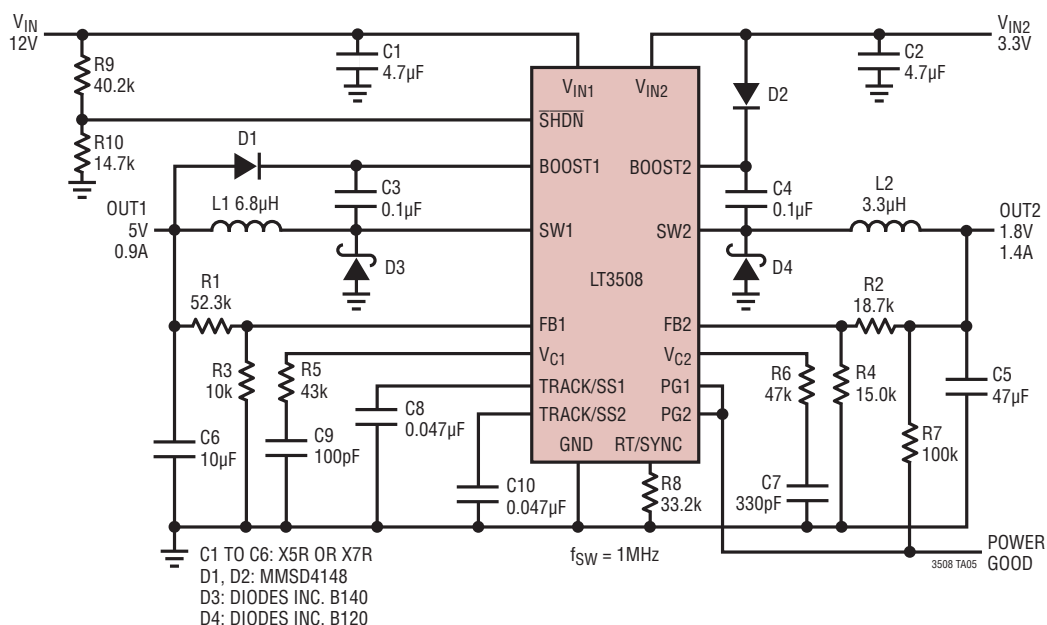 VIN
12V
VIN2
3.3V
R9
40.2k
C1
4.7µF
C2
4.7µF
VIN1
VIN2
D2
SHDN
R10
14.7k
D1
BOOST1
BOOST2
C3
0.1µF
C4
0.1µF
L2
3.3µH
OUT1
5V
0.9A
L1 6.8µH
SW1
SW2
OUT2
1.8V
1.4A
D3
D4
LT3508
R1
52.3k
R2
18.7k
FB1
FB2
VC1
VC2
R3
10k
R5
43k
TRACK/SS1
PG1
R6
47k
R4
15.0k
C5
47µF
C8
0.047µF
TRACK/SS2
PG2
C6
10µF
C9
100pF
GND
RT/SYNC
R7
100k
C10
0.047µF
R8
33.2k
C7
330pF
fSW = 1MHz
POWER
GOOD
3508 TA05
C1 TO C6: X5R OR X7R
D1, D2: MMSD4148
D3: DIODES INC. B140
D4: DIODES INC. B120